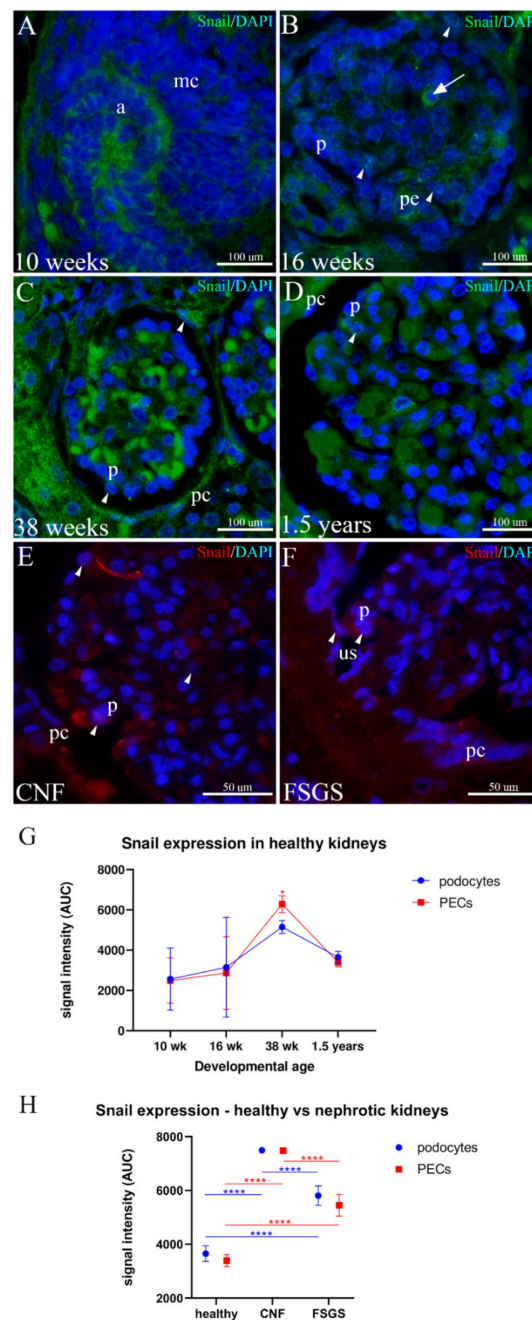 A
Snail/DAPI
mc
a
10 weeks
100 um
B
Snail/DAPI
p
pe
16 weeks
100 um
C
Snail/DAPI
p
pc
38 weeks
100 um
D
Snail/DAPI
pc
p
1.5 years
100 um
E
Snail/DAPI
p
pc
CNF
50 um
F
Snail/DAPI
p
us
pc
FSGS
50 um
G
Snail expression in healthy kidneys
signal intensity (AUC)
8000
6000
4000
2000
0
*
10 wk 16 wk 38 wk 1.5 years
Developmental age
podocytes
PECs
H
Snail expression - healthy vs nephrotic kidneys
signal intensity (AUC)
8000
6000
4000
2000
****
****
****
****
****
****
healthy CNF FSGS
podocytes
PECs